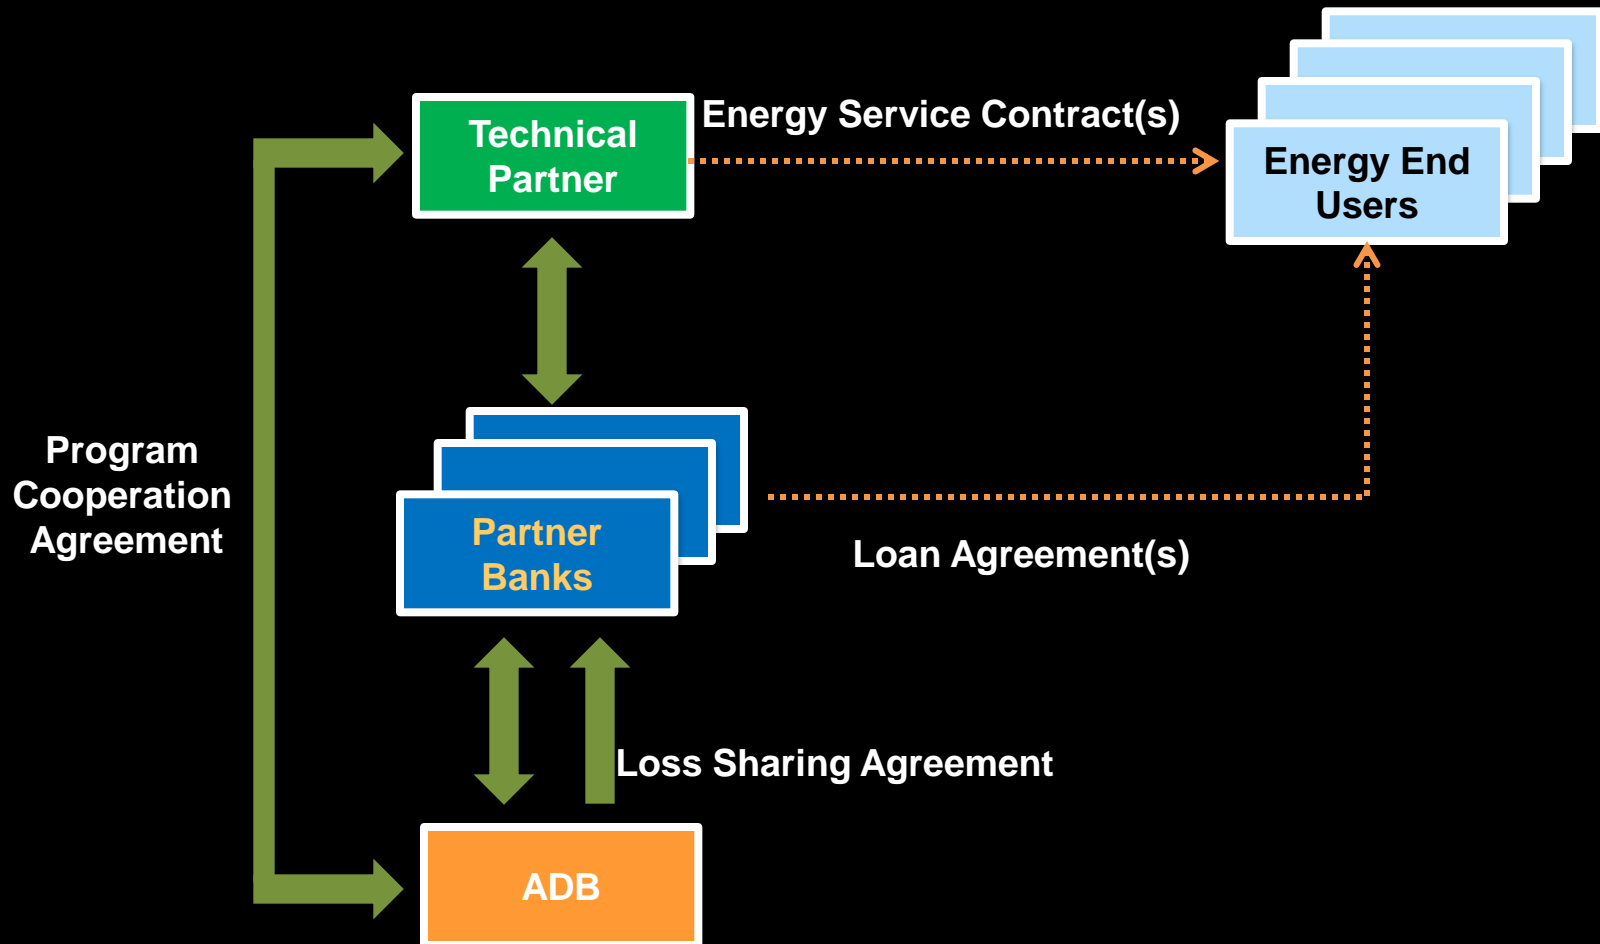 Technical
Partner
Energy Service Contract(s)
Energy End
Users
Program
Cooperation
Agreement
Partner
Banks
Loan Agreement(s)
Loss Sharing Agreement
ADB